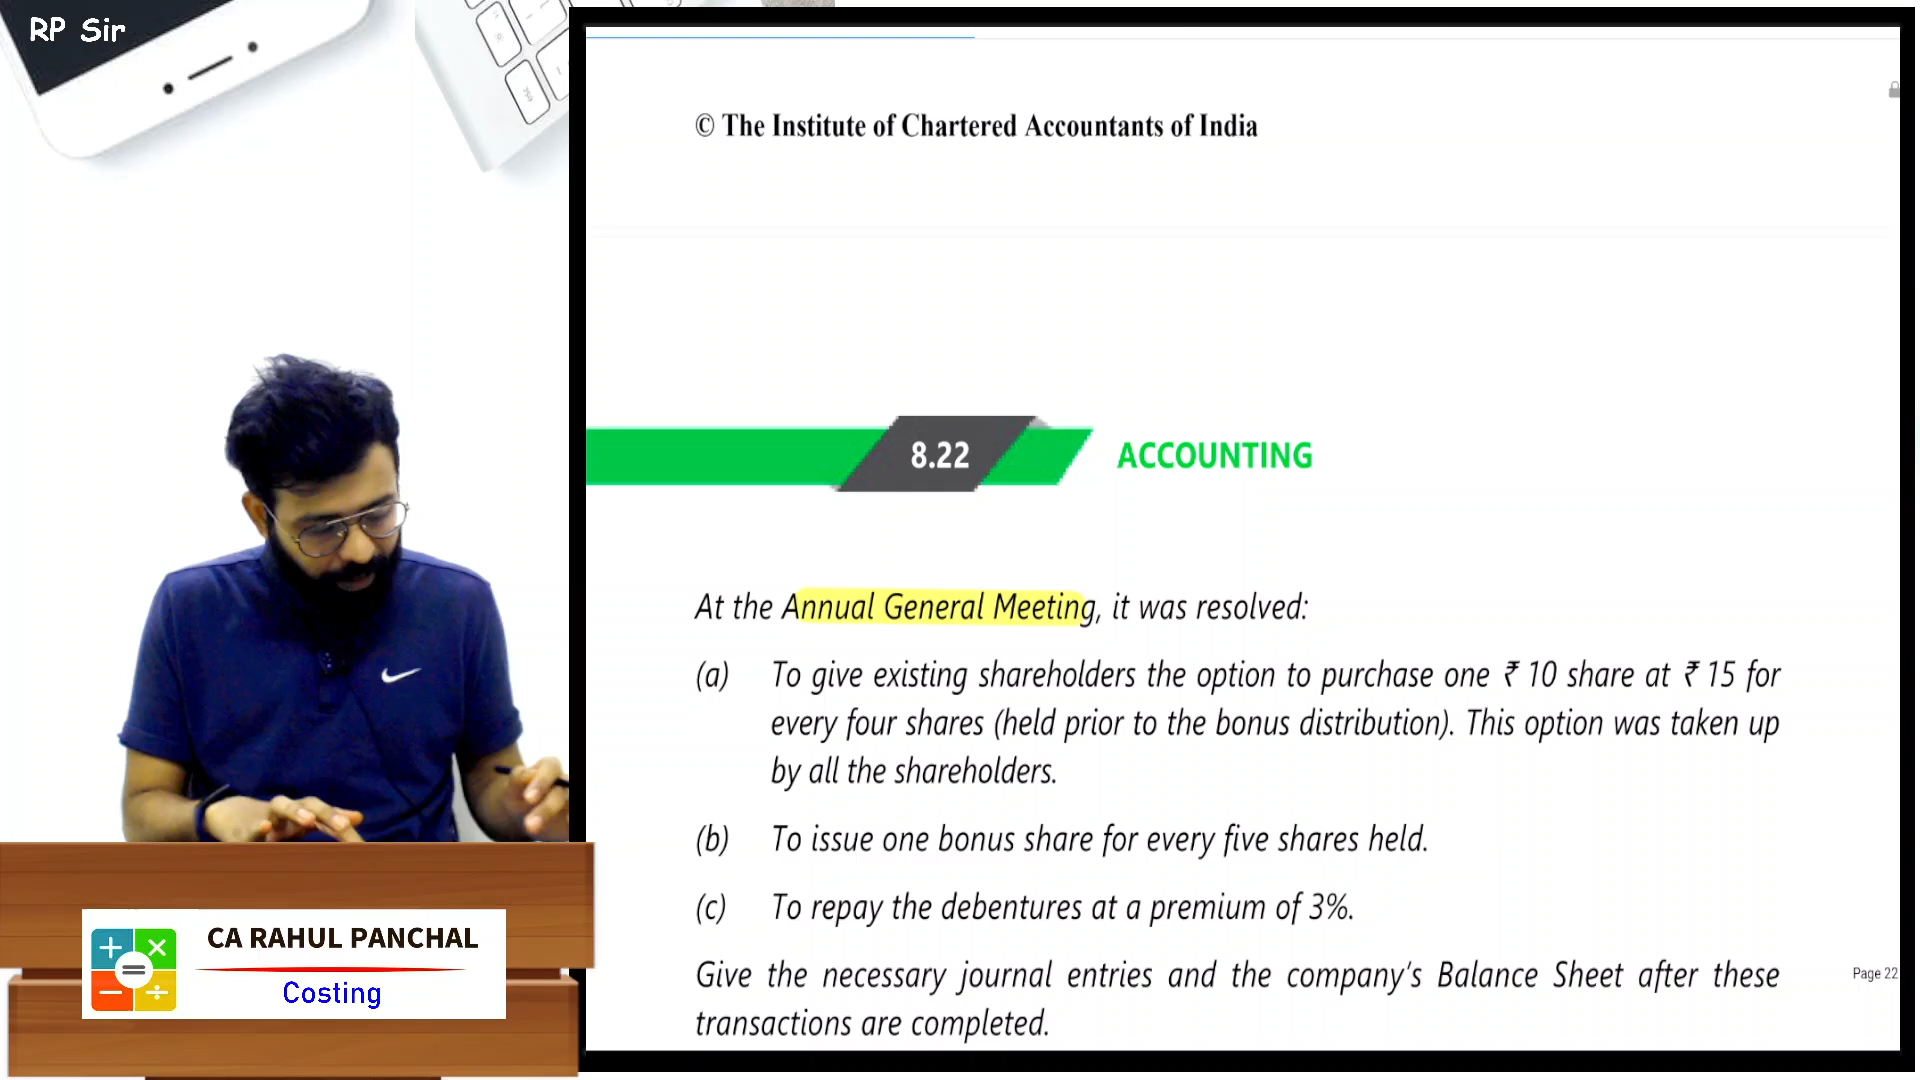 RP Sir
© The Institute of Chartered Accountants of India
8.22
ACCOUNTING
At the Annual General Meeting, it was resolved:
(a) To give existing shareholders the option to purchase one ₹ 10 share at ₹ 15 for
every four shares (held prior to the bonus distribution). This option was taken up
by all the shareholders.
(b) To issue one bonus share for every five shares held.
(c) To repay the debentures at a premium of 3%.
Give the necessary journal entries and the company's Balance Sheet after these
transactions are completed.
Page 22
CA RAHUL PANCHAL
Costing